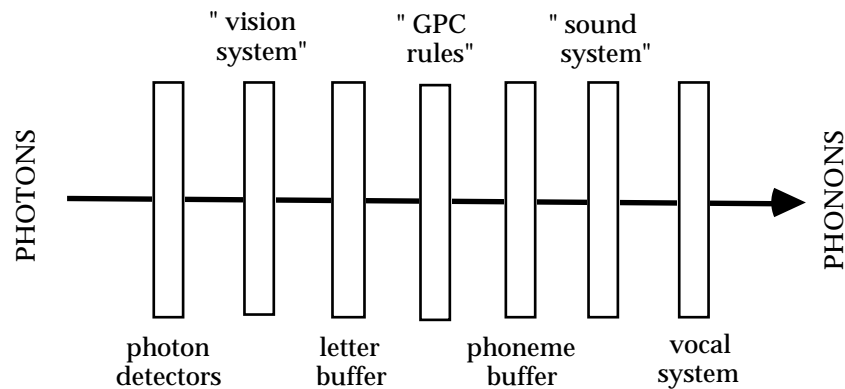 " vision
system"
" GPC
rules"
" sound
system"
PHOTONS
PHONONS
photon
detectors
letter
buffer
phoneme
buffer
vocal
system